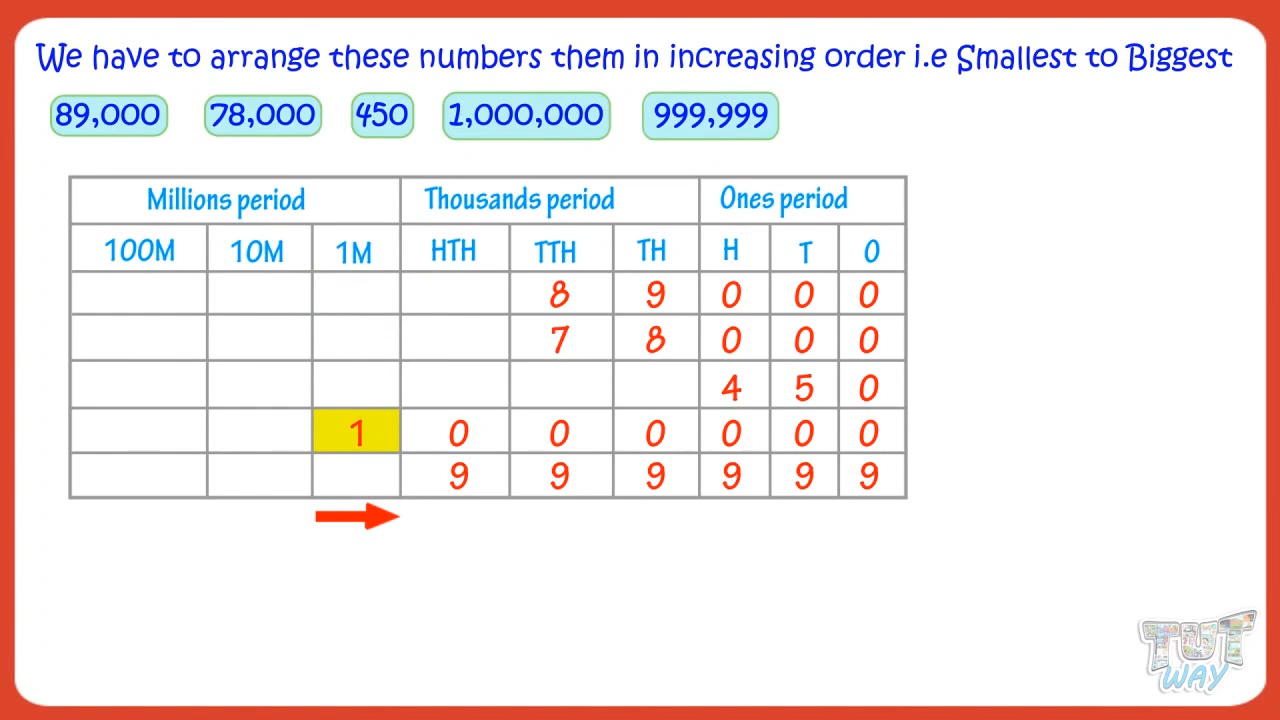 We have to arrange these numbers them in increasing order i.e Smallest to Biggest
89,000 78,000 450 1,000,000 999,999
Millions period Thousands period Ones period
100M 10M 1M HTH TTH TH H T O
8 9 0 0 0
7 8 0 0 0
4 5 0
1 0 0 0 0 0 0
9 9 9 9 9 9
TUT
WAY